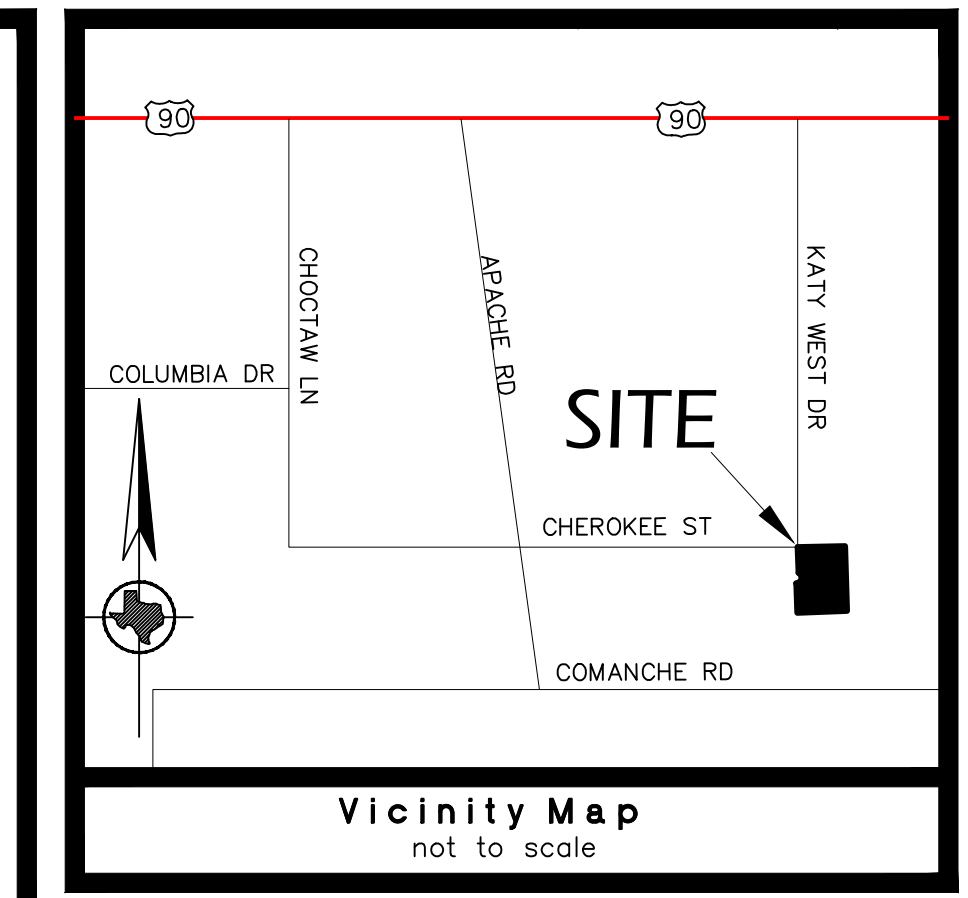 90
90
CHOCTAW LN
APACHE RD
KATY WEST DR
COLUMBIA DR
SITE
CHEROKEE ST
COMANCHE RD
Vicinity Map
not to scale